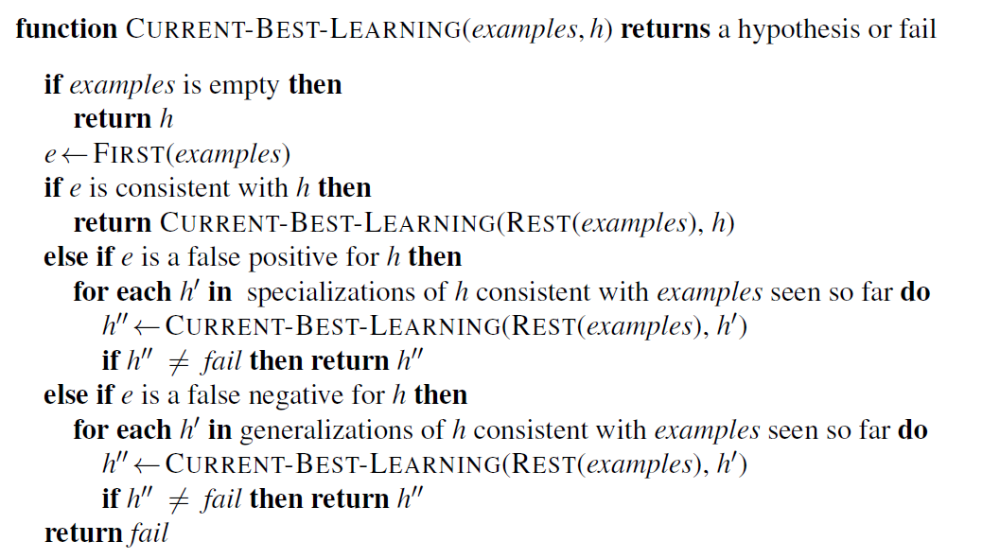 function CURRENT-BEST-LEARNING(examples, h) returns a hypothesis or fail
if examples is empty then
return h
e ← FIRST(examples)
if e is consistent with h then
return CURRENT-BEST-LEARNING(REST(examples), h)
else if e is a false positive for h then
for each h′ in specializations of h consistent with examples seen so far do
h″ ← CURRENT-BEST-LEARNING(REST(examples), h′)
if h″ ≠ fail then return h″
else if e is a false negative for h then
for each h′ in generalizations of h consistent with examples seen so far do
h″ ← CURRENT-BEST-LEARNING(REST(examples), h′)
if h″ ≠ fail then return h″
return fail